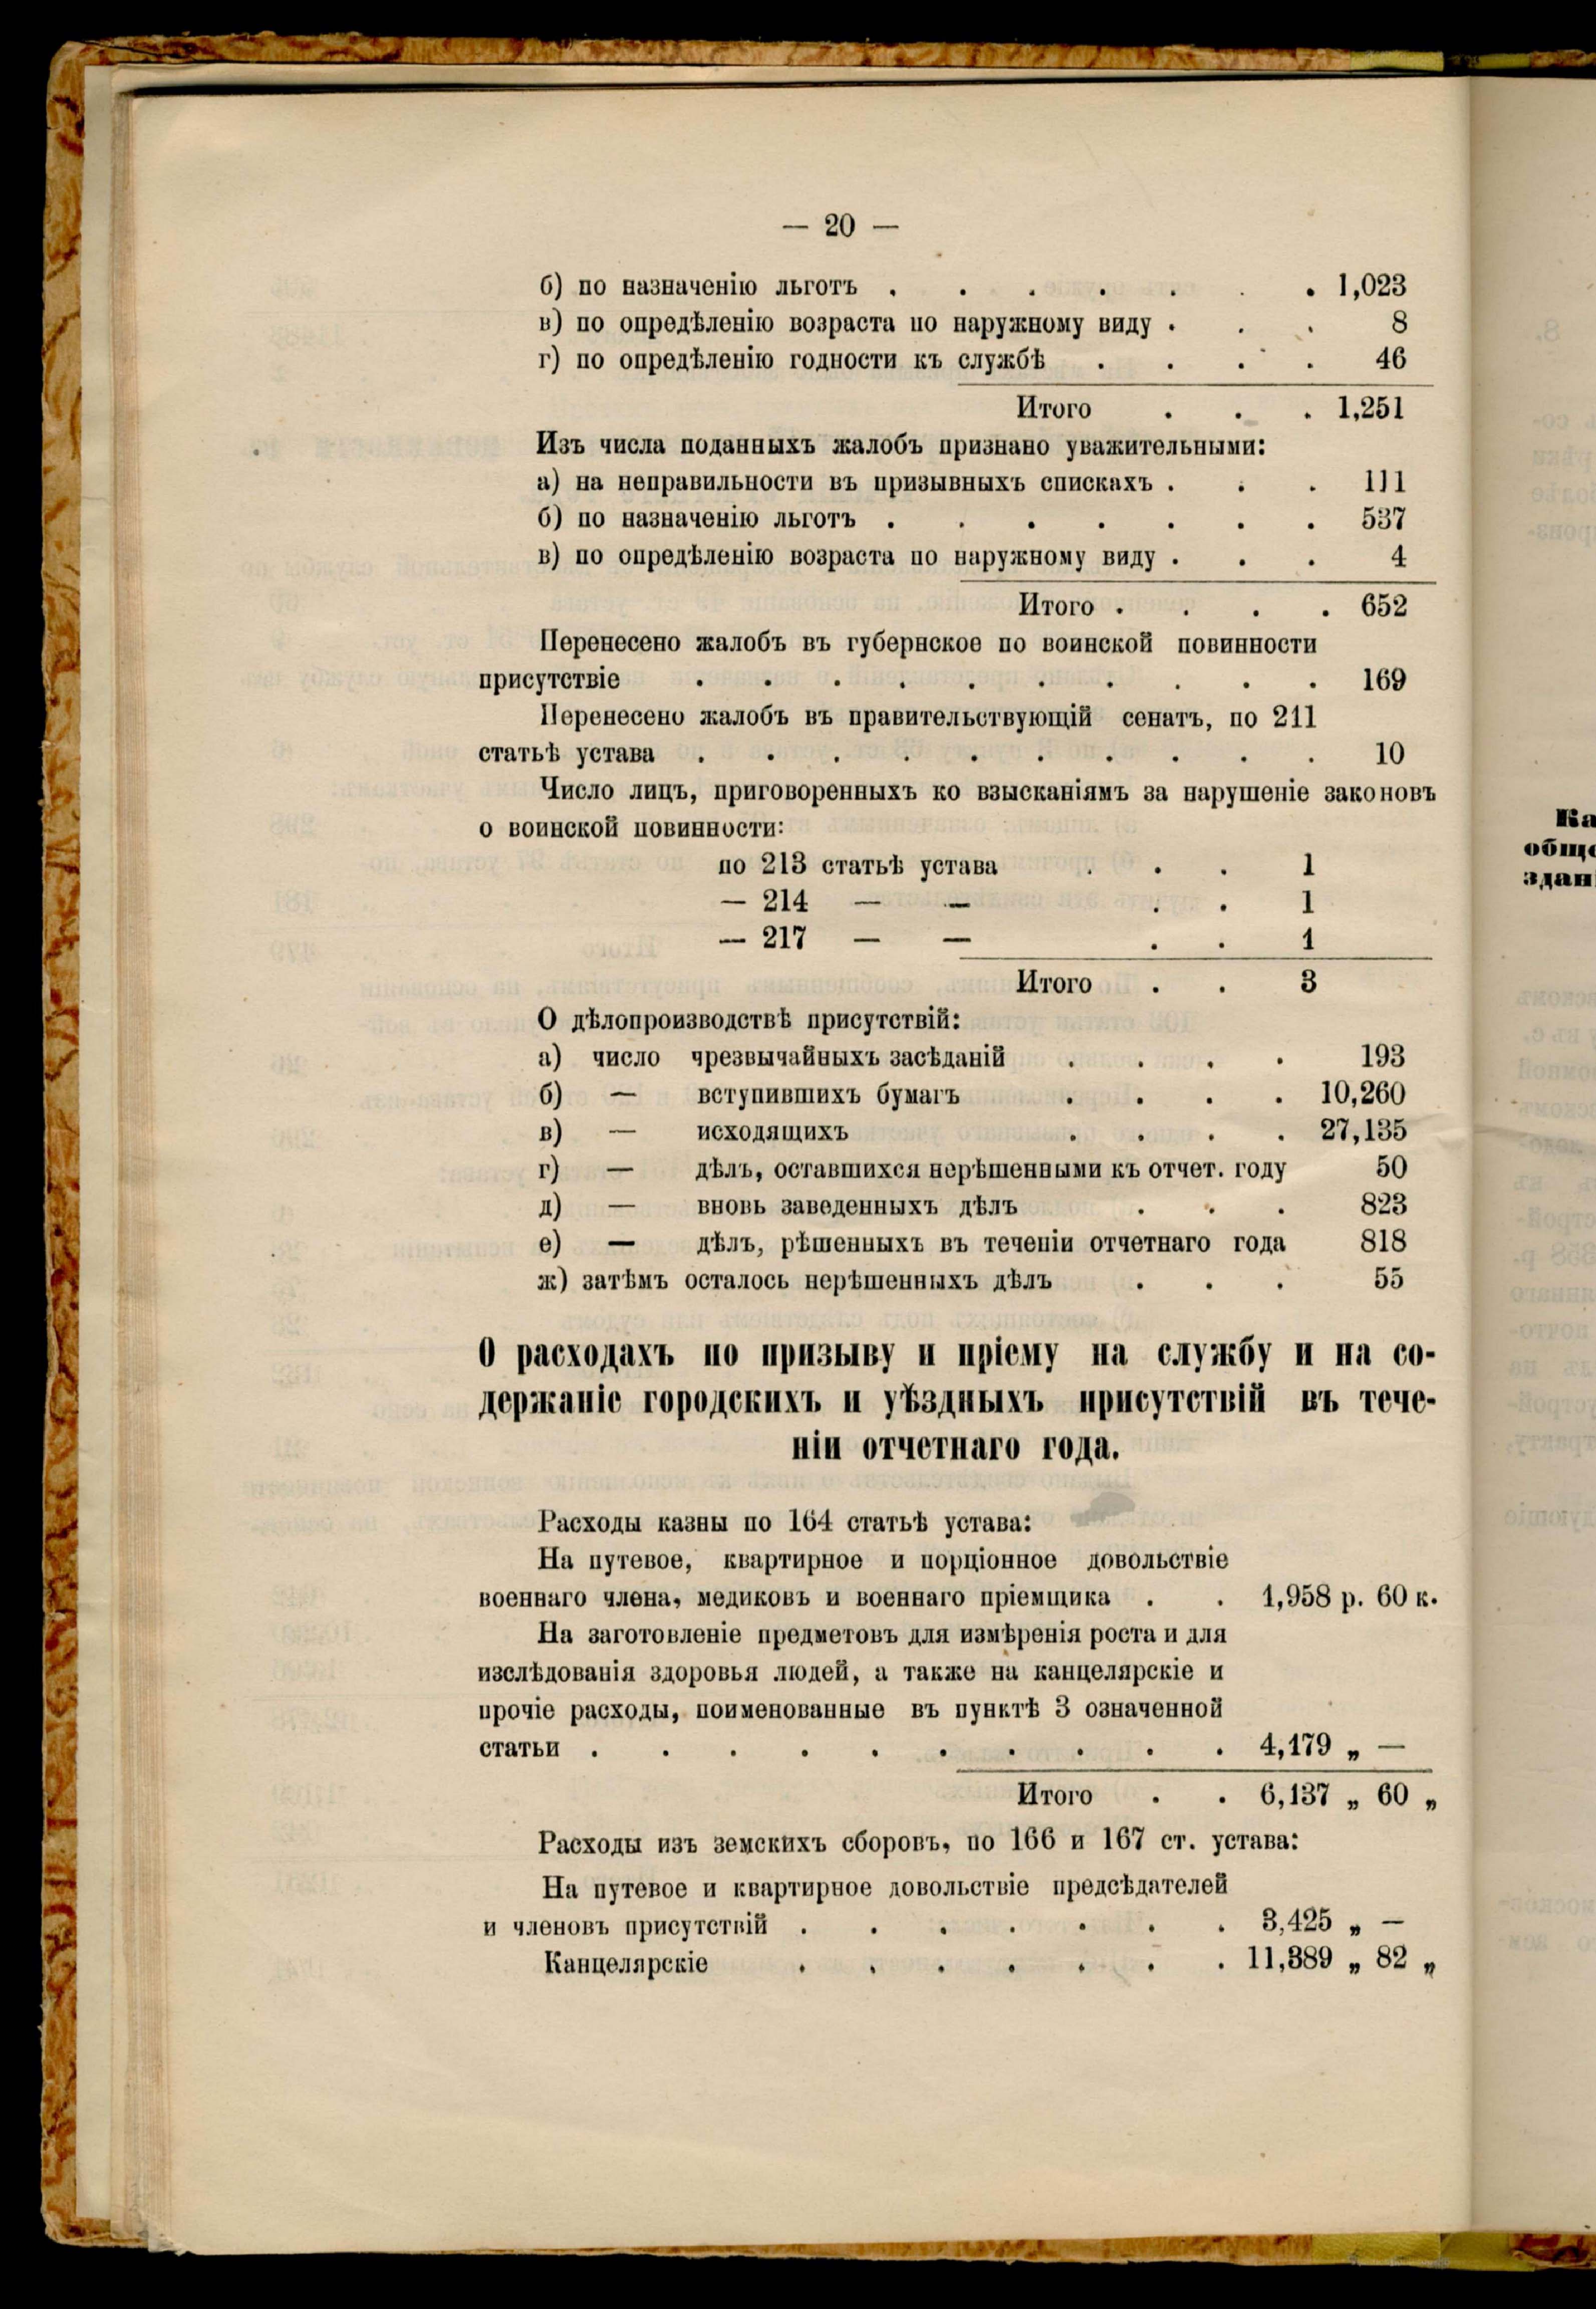 — 20 —
б) по назначенію льготъ . . . . . . . 1,023
в) по опредѣленію возраста по наружному виду . . . 8
г) по опредѣленію годности къ службѣ . . . . 46
Итого . . . 1,251
Изъ числа поданныхъ жалобъ признано уважительными:
а) на неправильности въ призывныхъ спискахъ . . . 111
б) по назначенію льготъ . . . . . . . 537
в) по опредѣленію возраста по наружному виду . . . 4
Итого . . . . 652
Перенесено жалобъ въ губернское по воинской повинности
присутствіе . . . . . . . . . . 169
Перенесено жалобъ въ правительствующій сенатъ, по 211
статьѣ устава . . . . . . . . . . 10
Число лицъ, приговоренныхъ ко взысканіямъ за нарушеніе законовъ
о воинской повинности:
по 213 статьѣ устава . . . 1
— 214 — — . . 1
— 217 — — . . 1
Итого . . 3
О дѣлопроизводствѣ присутствій:
а) число чрезвычайныхъ засѣданій . . . . 193
б) — вступившихъ бумагъ . . . . 10,260
в) — исходящихъ . . . . 27,135
г) — дѣлъ, оставшихся нерѣшенными къ отчет. году 50
д) — вновь заведенныхъ дѣлъ . . . 823
е) — дѣлъ, рѣшенныхъ въ теченіи отчетнаго года 818
ж) затѣмъ осталось нерѣшенныхъ дѣлъ . . . 55
О расходахъ по призыву и пріему на службу и на со-
держаніе городскихъ и уѣздныхъ присутствій въ тече-
ніи отчетнаго года.
Расходы казны по 164 статьѣ устава:
На путевое, квартирное и порціонное довольствіе
военнаго члена, медиковъ и военнаго пріемщика . . 1,958 р. 60 к.
На заготовленіе предметовъ для измѣренія роста и для
изслѣдованія здоровья людей, а также на канцелярскіе и
прочіе расходы, поименованные въ пунктѣ 3 означенной
статьи . . . . . . . . . . 4,179 „ —
Итого . . 6,137 „ 60 „
Расходы изъ земскихъ сборовъ, по 166 и 167 ст. устава:
На путевое и квартирное довольствіе предсѣдателей
и членовъ присутствій . . . . . . . 3,425 „ —
Канцелярскіе . . . . . . . 11,389 „ 82 „